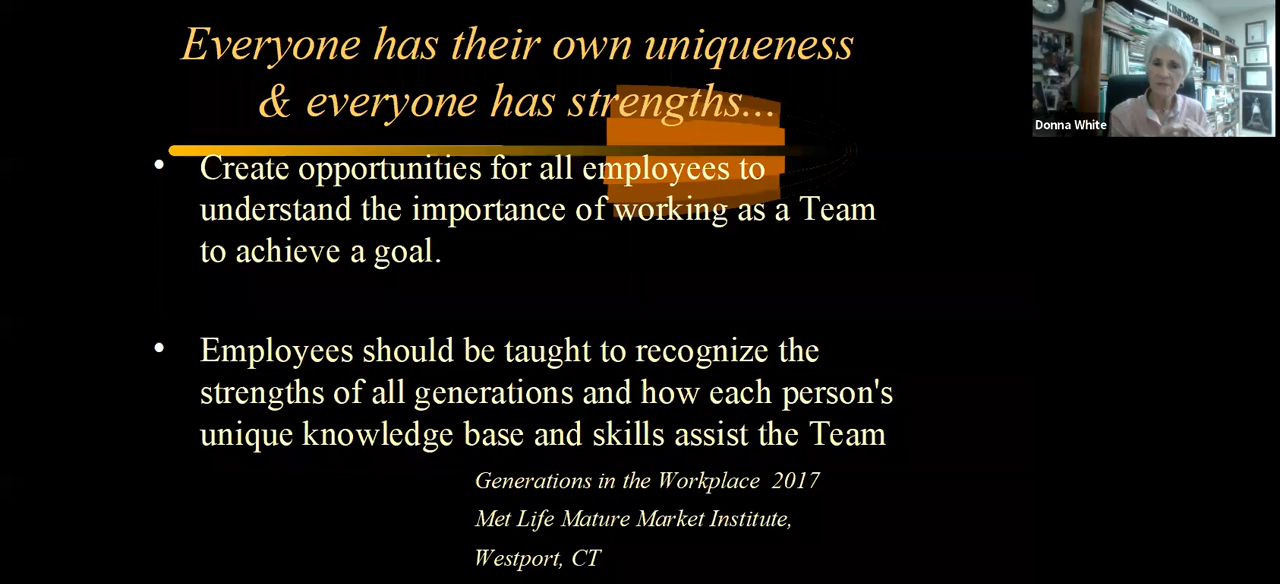 Everyone has their own uniqueness
& everyone has strengths...
• Create opportunities for all employees to
understand the importance of working as a Team
to achieve a goal.
• Employees should be taught to recognize the
strengths of all generations and how each person's
unique knowledge base and skills assist the Team
Generations in the Workplace 2017
Met Life Mature Market Institute,
Westport, CT
KINDNESS
Donna White